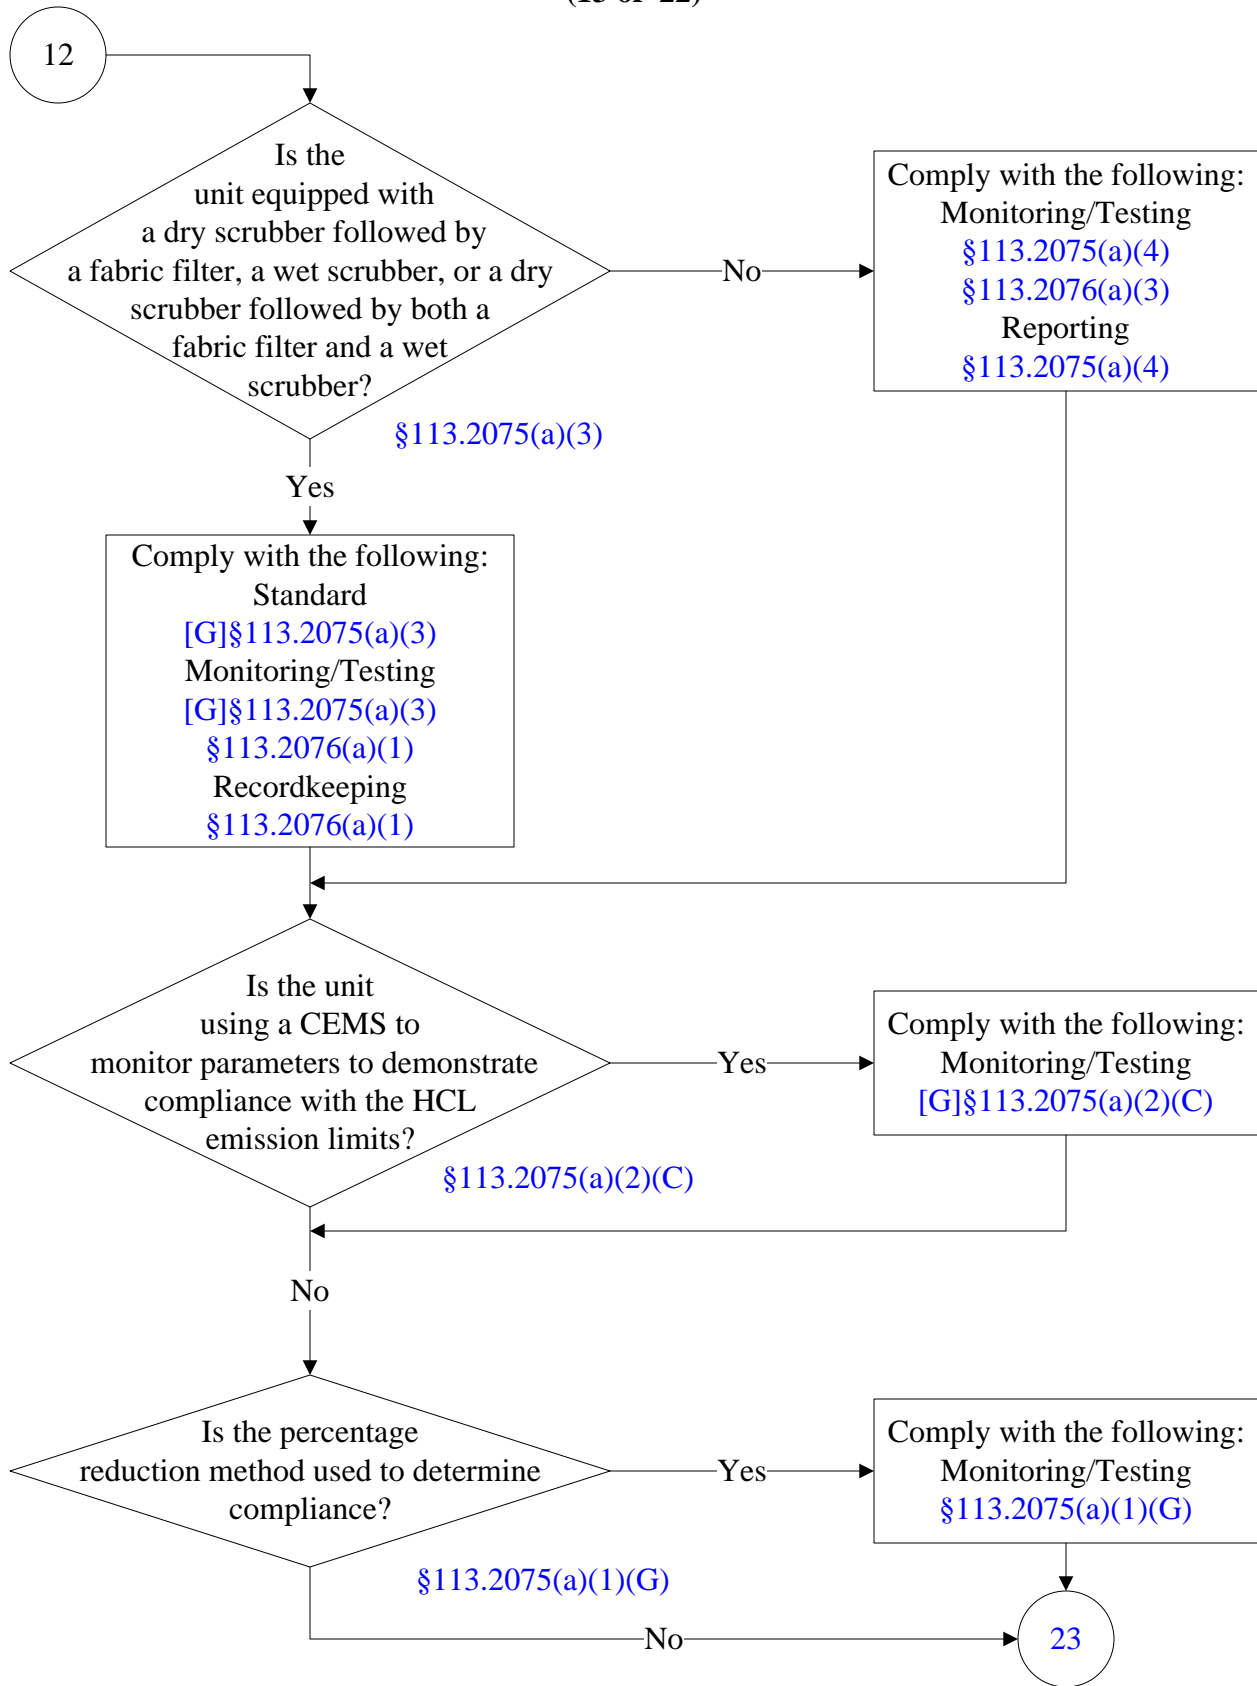 (13 of 22)
12
Is the
unit equipped with
a dry scrubber followed by
a fabric filter, a wet scrubber, or a dry
scrubber followed by both a
fabric filter and a wet
scrubber?
§113.2075(a)(3)
No
Comply with the following:
Monitoring/Testing
§113.2075(a)(4)
§113.2076(a)(3)
Reporting
§113.2075(a)(4)
Yes
Comply with the following:
Standard
[G]§113.2075(a)(3)
Monitoring/Testing
[G]§113.2075(a)(3)
§113.2076(a)(1)
Recordkeeping
§113.2076(a)(1)
Is the unit
using a CEMS to
monitor parameters to demonstrate
compliance with the HCL
emission limits?
§113.2075(a)(2)(C)
Yes
Comply with the following:
Monitoring/Testing
[G]§113.2075(a)(2)(C)
No
Is the percentage
reduction method used to determine
compliance?
§113.2075(a)(1)(G)
Yes
Comply with the following:
Monitoring/Testing
§113.2075(a)(1)(G)
No
23